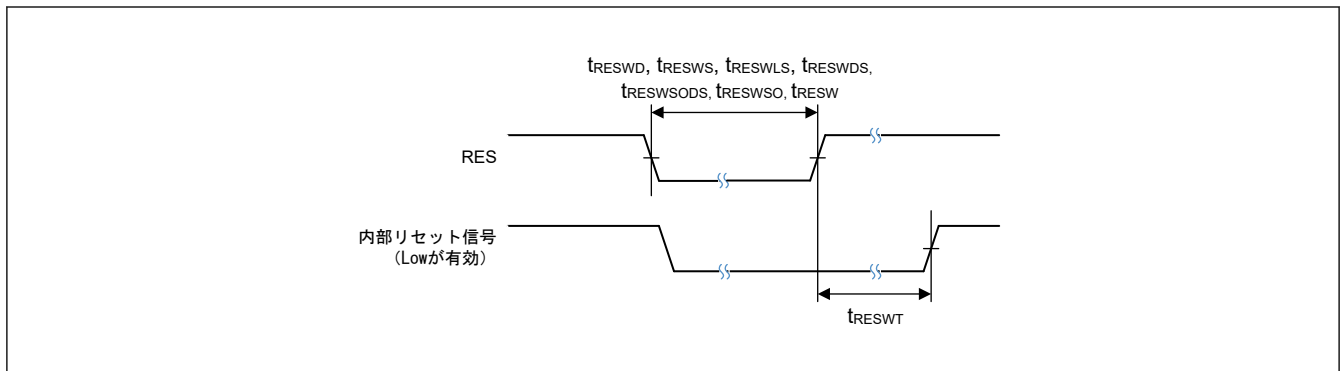 tRESWD, tRESWS, tRESWLS, tRESWDS,
tRESWSODS, tRESWSO, tRESW
RES
内部リセット信号
（Lowが有効）
tRESWT